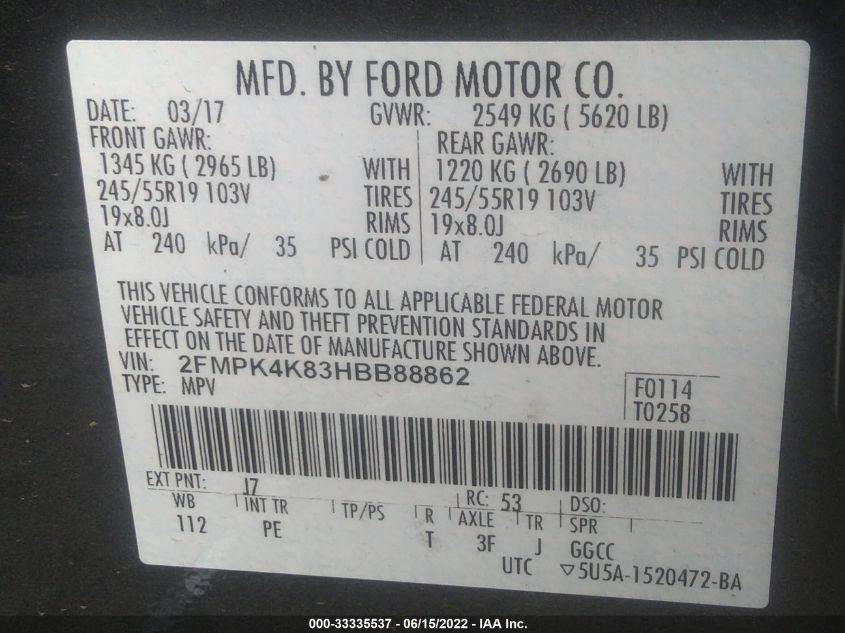 MFD. BY FORD MOTOR CO.
DATE: 03/17 GVWR: 2549 KG ( 5620 LB)
FRONT GAWR: REAR GAWR:
1345 KG ( 2965 LB) WITH 1220 KG ( 2690 LB) WITH
245/55R19 103V TIRES 245/55R19 103V TIRES
19x8.0J RIMS 19x8.0J RIMS
AT 240 kPa/ 35 PSI COLD AT 240 kPa/ 35 PSI COLD
THIS VEHICLE CONFORMS TO ALL APPLICABLE FEDERAL MOTOR
VEHICLE SAFETY AND THEFT PREVENTION STANDARDS IN
EFFECT ON THE DATE OF MANUFACTURE SHOWN ABOVE.
VIN: 2FMPK4K83HBB88862
TYPE: MPV F0114
T0258
EXT PNT: J7 RC: 53 DSO:
WB INT TR TP/PS R AXLE TR SPR
112 PE T 3F J GGCC
UTC ▽5U5A-1520472-BA
000-33335537 - 06/15/2022 - IAA Inc.